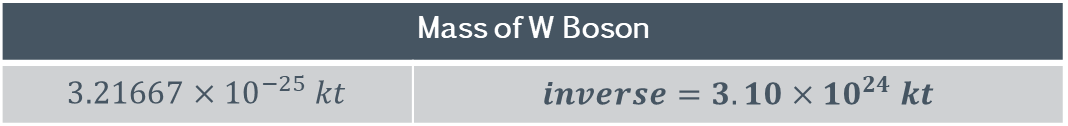 Mass of W Boson
3.21667 × 10⁻²⁵ kt
inverse = 3.10 × 10²⁴ kt